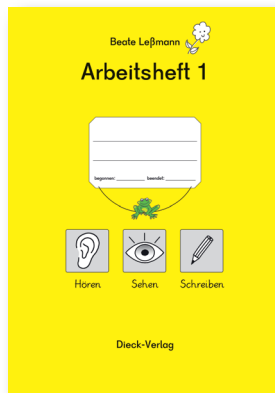 Beate Leßmann
Arbeitsheft 1
begonnen: beendet:
Hören Sehen Schreiben
Dieck-Verlag